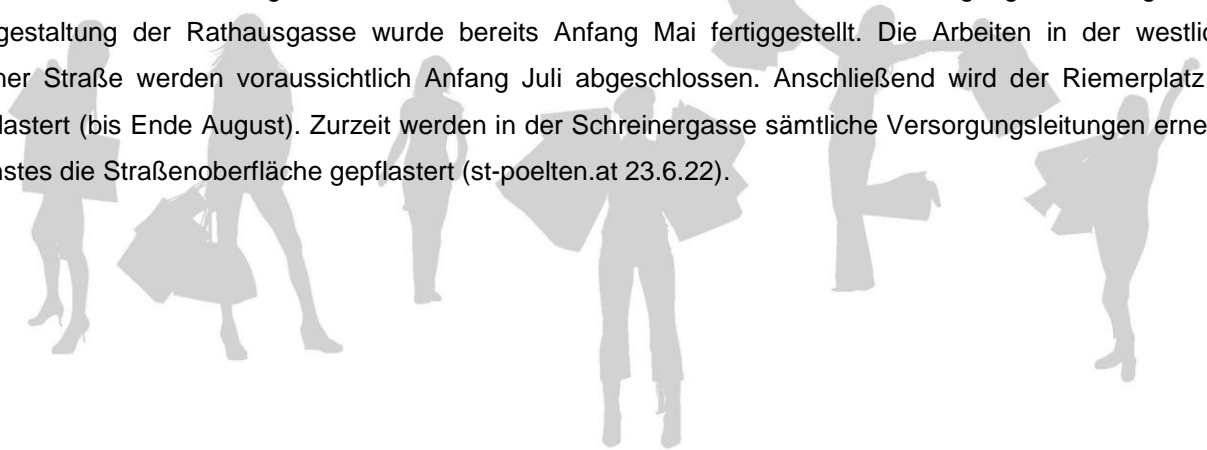 gestaltung der Rathausgasse wurde bereits Anfang Mai fertiggestellt. Die Arbeiten in der westlic
ner Straße werden voraussichtlich Anfang Juli abgeschlossen. Anschließend wird der Riemerplatz
lastert (bis Ende August). Zurzeit werden in der Schreinergasse sämtliche Versorgungsleitungen erne
nstes die Straßenoberfläche gepflastert (st-poelten.at 23.6.22).